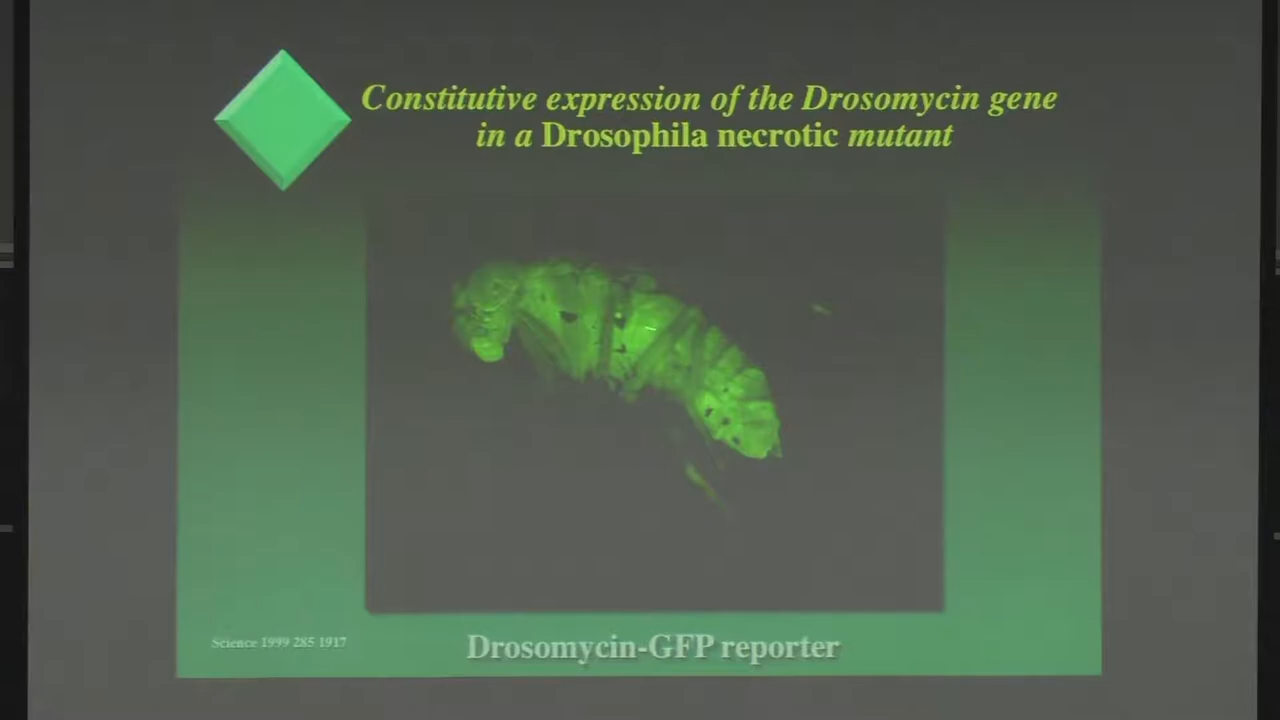 Constitutive expression of the Drosomycin gene
in a Drosophila necrotic mutant
Science 1999 285 1917
Drosomycin-GFP reporter